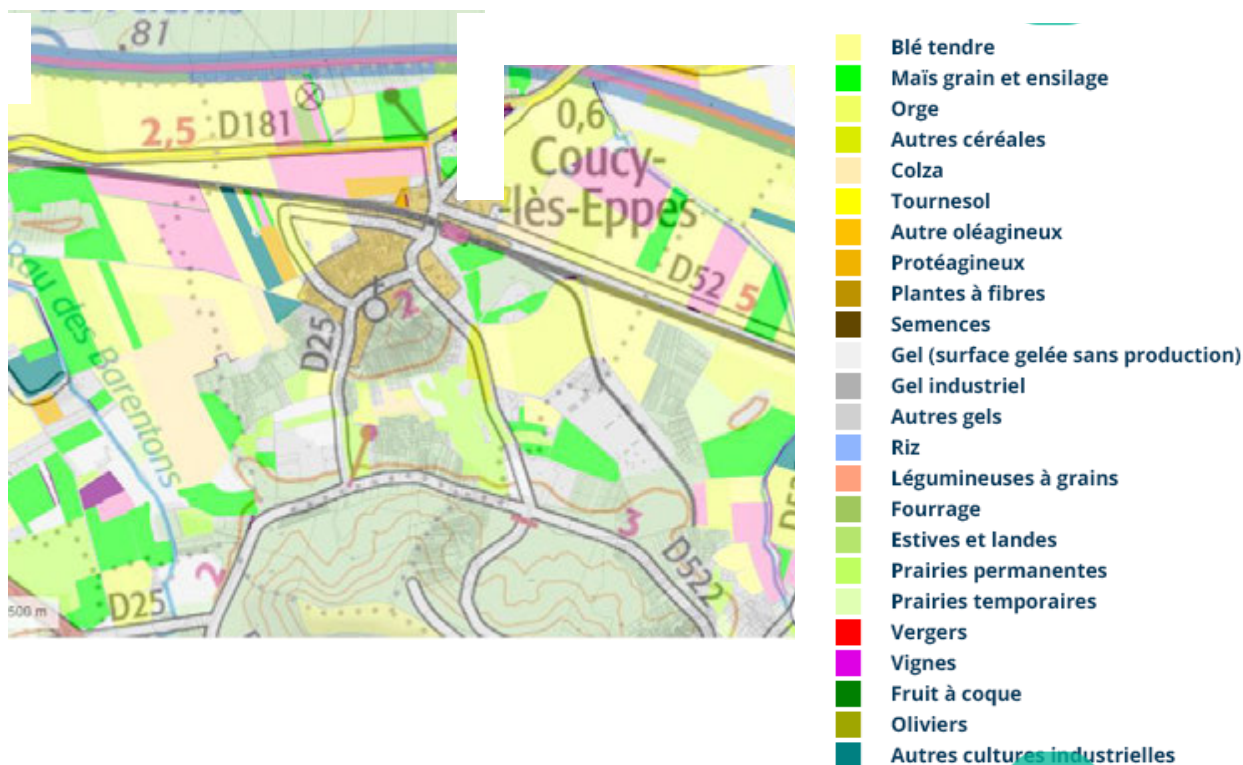 81
2,5
D181
0,6
Coucy-
-lès-Eppes
D52
5
des Barentons
D25
2
3
D522
2
D25
500 m
Blé tendre
Maïs grain et ensilage
Orge
Autres céréales
Colza
Tournesol
Autre oléagineux
Protéagineux
Plantes à fibres
Semences
Gel (surface gelée sans production)
Gel industriel
Autres gels
Riz
Légumineuses à grains
Fourrage
Estives et landes
Prairies permanentes
Prairies temporaires
Vergers
Vignes
Fruit à coque
Oliviers
Autres cultures industrielles